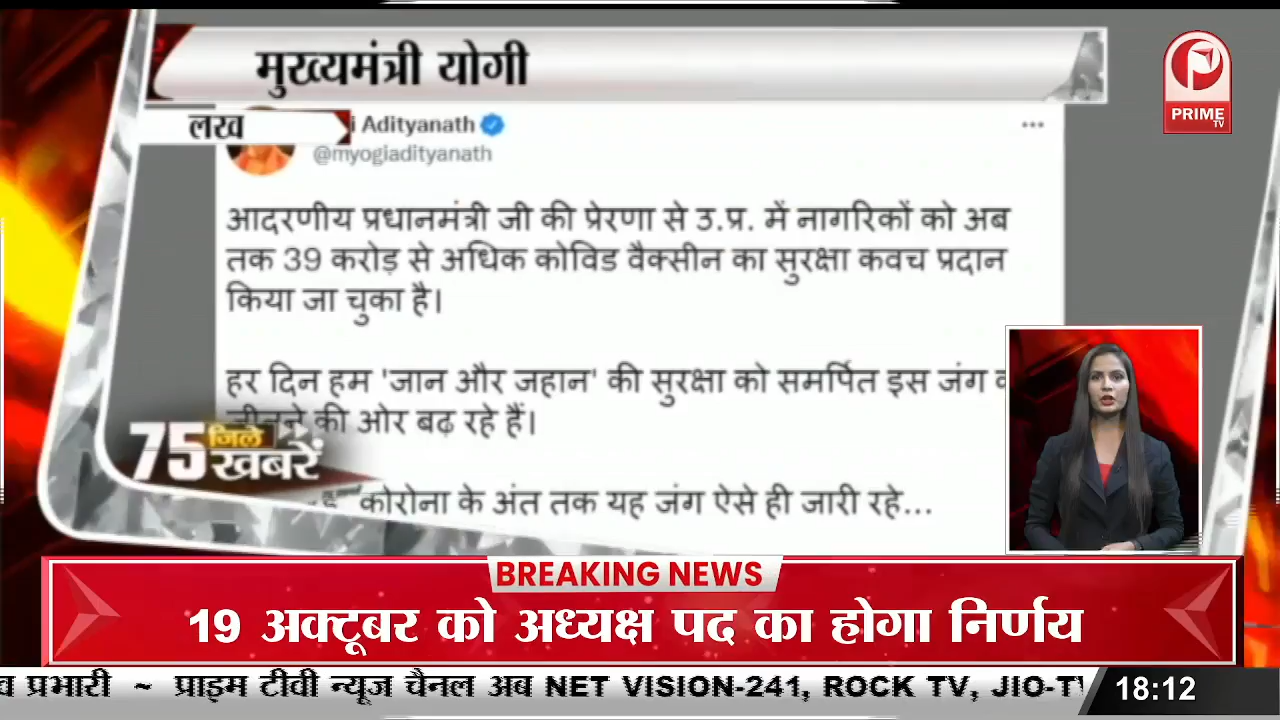 मुख्यमंत्री योगी
PRIME
TV
लख
i Adityanath
@myogiadityanath
आदरणीय प्रधानमंत्री जी की प्रेरणा से उ.प्र. में नागरिकों को अब
तक 39 करोड़ से अधिक कोविड वैक्सीन का सुरक्षा कवच प्रदान
किया जा चुका है।
हर दिन हम 'जान और जहान' की सुरक्षा को समर्पित इस जंग
की ओर बढ़ रहे हैं।
75 जिले
खबरें
कोरोना के अंत तक यह जंग ऐसे ही जारी रहे...
BREAKING NEWS
19 अक्टूबर को अध्यक्ष पद का होगा निर्णय
प्रभारी ~ प्राइम टीवी न्यूज चैनल अब NET VISION-241, ROCK TV, JIO-TV
18:12